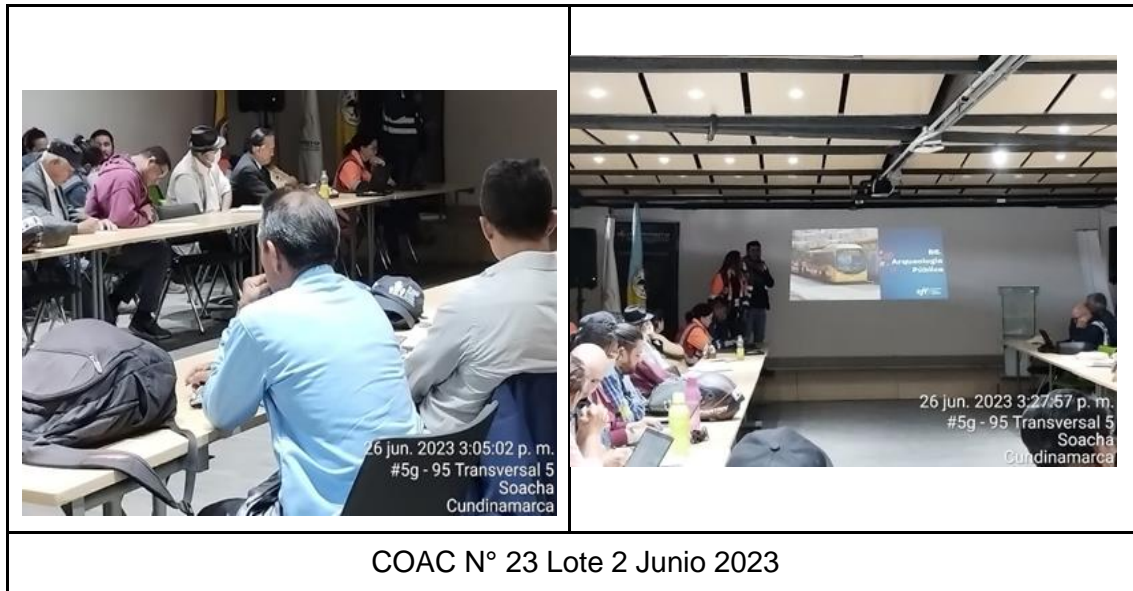 26 jun. 2023 3:05:02 p. m.
#5g - 95 Transversal 5
Soacha
Cundinamarca
Arqueología
Pública
26 jun. 2023 3:27:57 p. m.
#5g - 95 Transversal 5
Soacha
Cundinamarca
COAC N° 23 Lote 2 Junio 2023